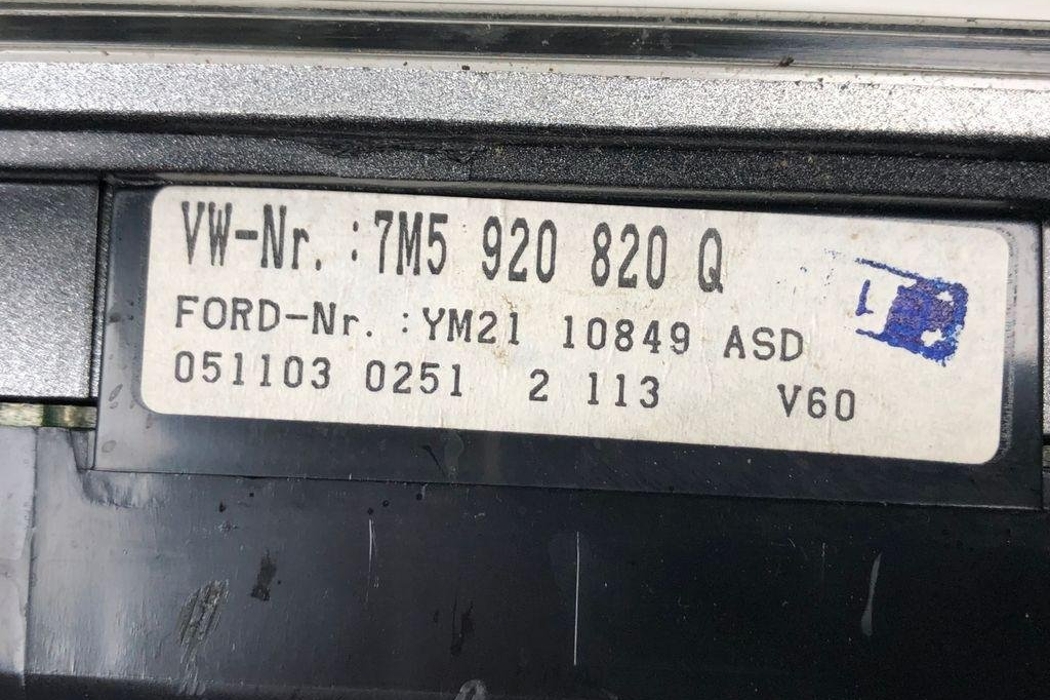 VW-Nr. :7M5 920 820 Q
FORD-Nr. :YM21 10849 ASD
051103 0251 2 113 V60